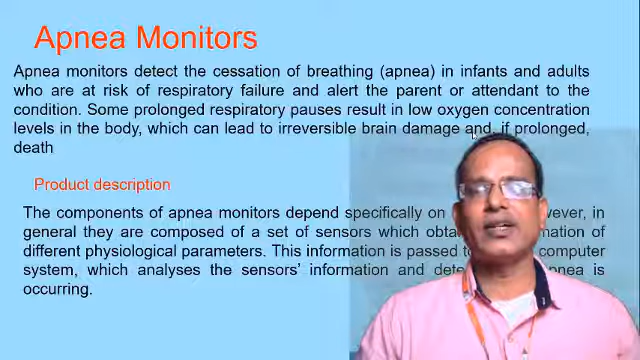 Apnea Monitors
Apnea monitors detect the cessation of breathing (apnea) in infants and adults
who are at risk of respiratory failure and alert the parent or attendant to the
condition. Some prolonged respiratory pauses result in low oxygen concentration
levels in the body, which can lead to irreversible brain damage and, if prolonged,
death
Product description
The components of apnea monitors depend specifically on in
general they are composed of a set of sensors which of
different physiological parameters. This information is passed computer
system, which analyses the sensors' information and is
occurring.